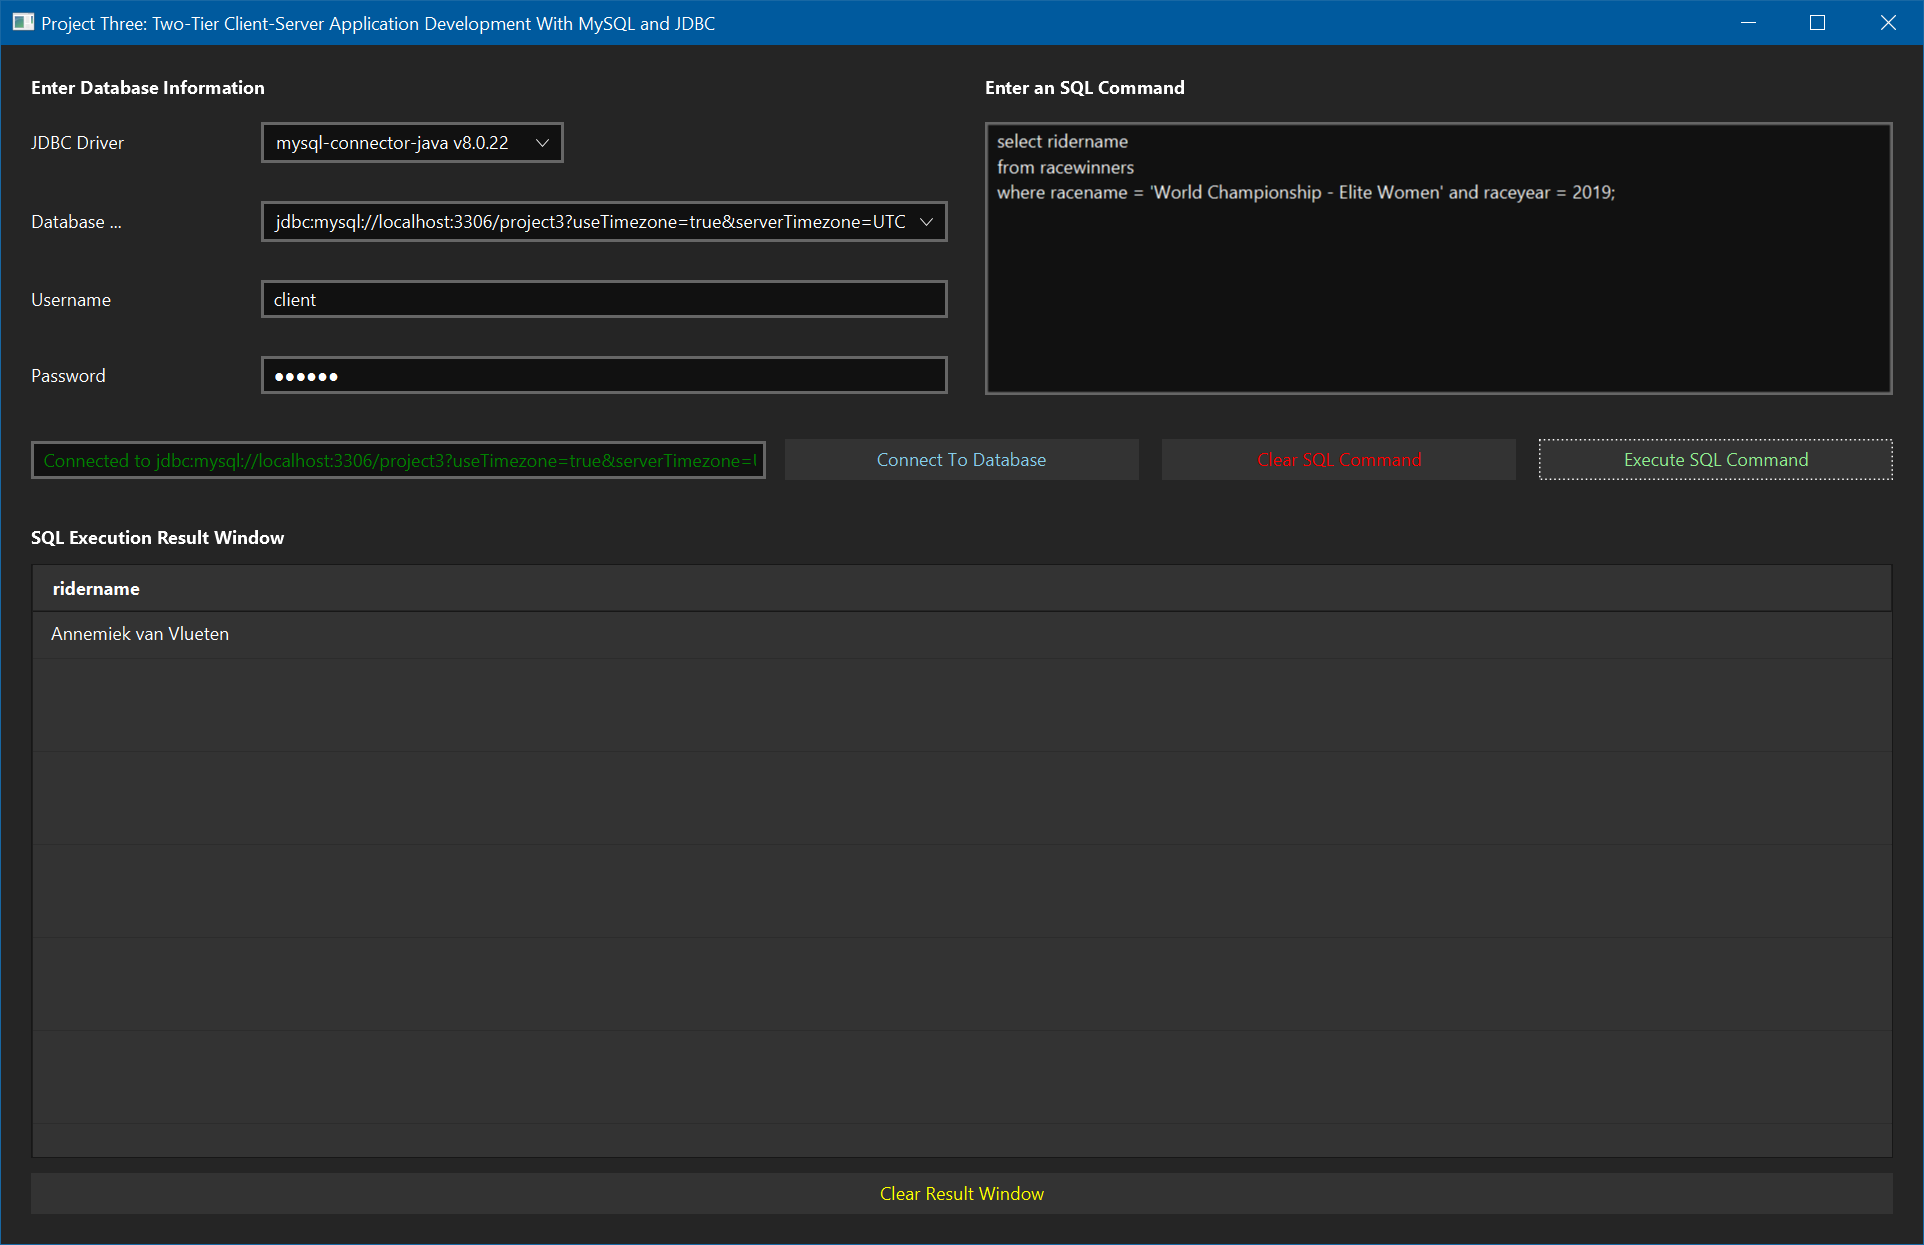 Project Three: Two-Tier Client-Server Application Development With MySQL and JDBC
Enter Database Information
JDBC Driver
mysql-connector-java v8.0.22
Database ...
jdbc:mysql://localhost:3306/project3?useTimezone=true&serverTimezone=UTC
Username
client
Password
Enter an SQL Command
select ridername
from racewinners
where racename = 'World Championship - Elite Women' and raceyear = 2019;
Connected to jdbc:mysql://localhost:3306/project3?useTimezone=true&serverTimezone=
Connect To Database
Clear SQL Command
Execute SQL Command
SQL Execution Result Window
ridername
Annemiek van Vlueten
Clear Result Window